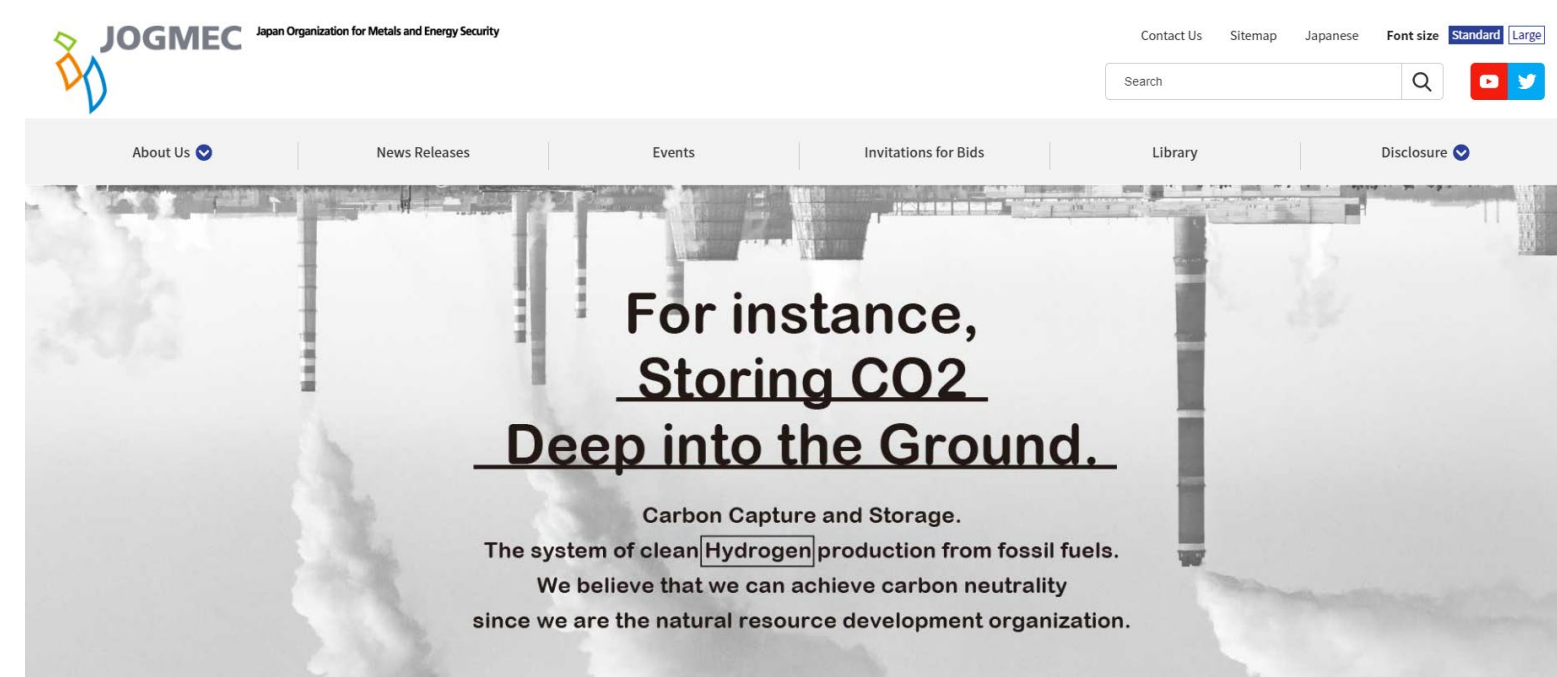 JOGMEC Japan Organization for Metals and Energy Security
Contact Us Sitemap Japanese Font size Standard Large
Search
About Us News Releases Events Invitations for Bids Library Disclosure
For instance,
Storing CO2
Deep into the Ground.
Carbon Capture and Storage.
The system of clean Hydrogen production from fossil fuels.
We believe that we can achieve carbon neutrality
since we are the natural resource development organization.